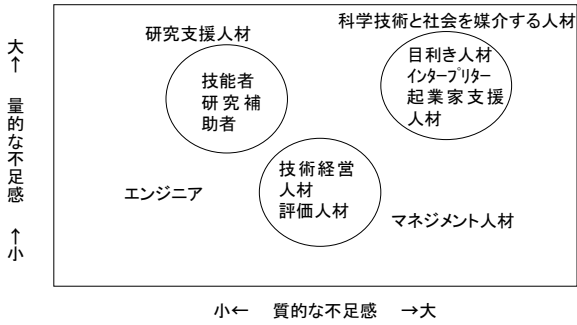 科学技術と社会を媒介する人材
研究支援人材
目利き人材
インタープリター
起業家支援
人材
技能者
研究補
助者
技術経営
人材
評価人材
エンジニア
マネジメント人材
大↑ 量的な不足感 ↑小
小← 質的な不足感 →大